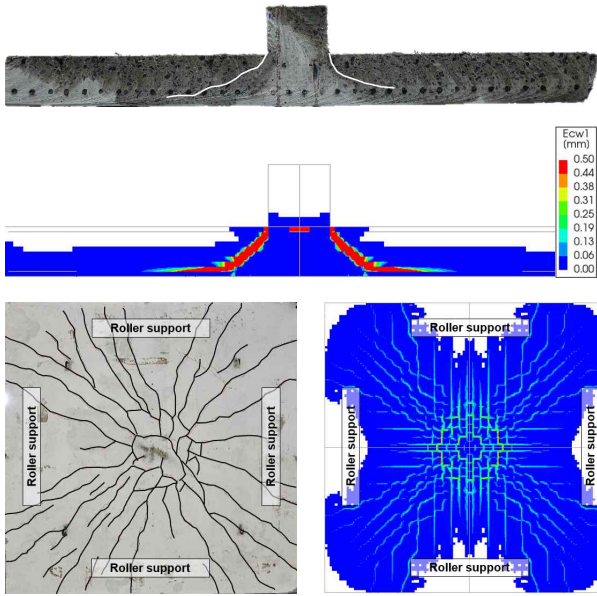 Ecw1
(mm)
0.50
0.44
0.38
0.31
0.25
0.19
0.13
0.06
0.00
Roller support
Roller support
Roller support
Roller support
Roller support
Roller support
Roller support
Roller support